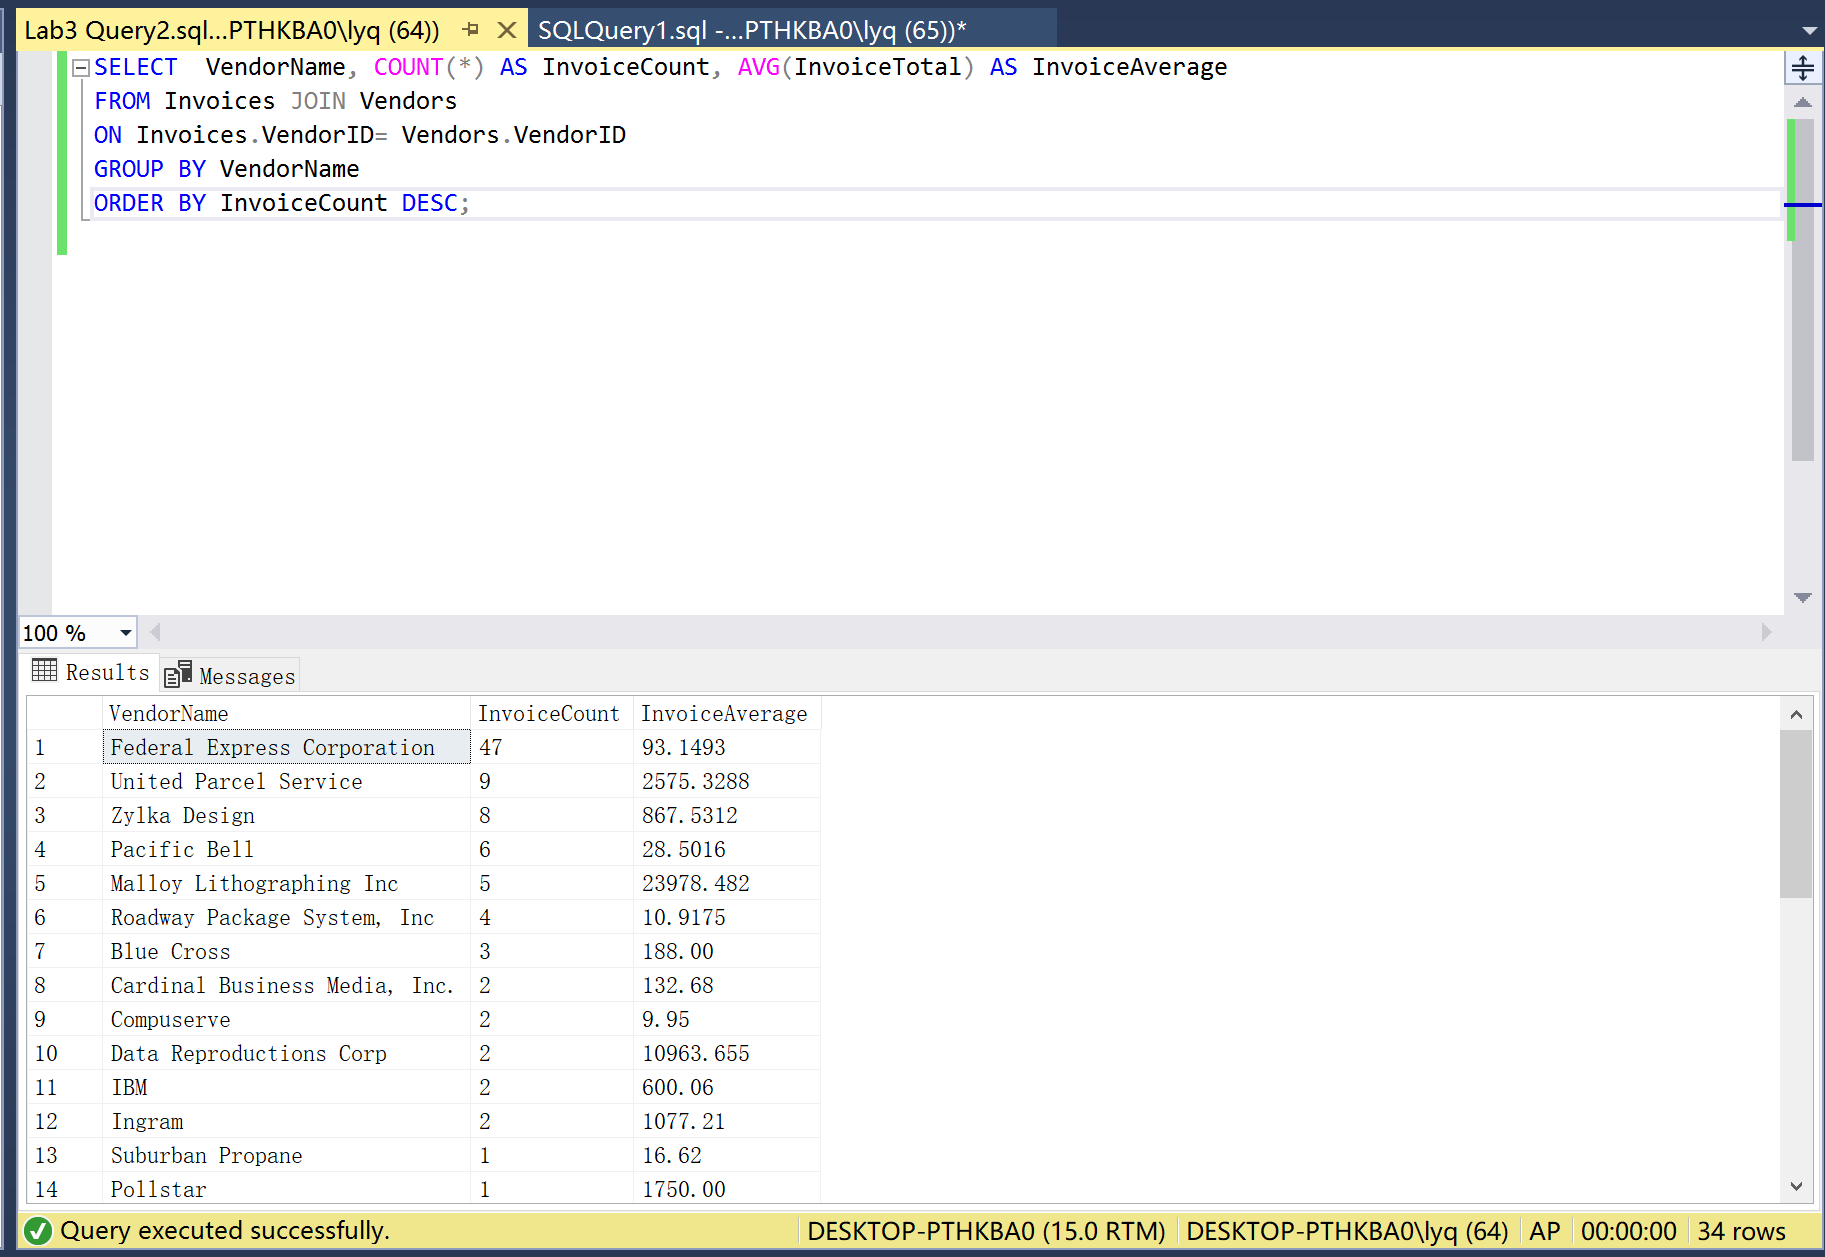 Lab3 Query2.sql...PTHKBA0\lyq (64)) SQLQuery1.sql -...PTHKBA0\lyq (65))*
SELECT  VendorName, COUNT(*) AS InvoiceCount, AVG(InvoiceTotal) AS InvoiceAverage
FROM Invoices JOIN Vendors
ON Invoices.VendorID= Vendors.VendorID
GROUP BY VendorName
ORDER BY InvoiceCount DESC;
100 %
Results Messages
VendorName InvoiceCount InvoiceAverage
1 Federal Express Corporation 47 93.1493
2 United Parcel Service 9 2575.3288
3 Zylka Design 8 867.5312
4 Pacific Bell 6 28.5016
5 Malloy Lithographing Inc 5 23978.482
6 Roadway Package System, Inc 4 10.9175
7 Blue Cross 3 188.00
8 Cardinal Business Media, Inc. 2 132.68
9 Compuserve 2 9.95
10 Data Reproductions Corp 2 10963.655
11 IBM 2 600.06
12 Ingram 2 1077.21
13 Suburban Propane 1 16.62
14 Pollstar 1 1750.00
Query executed successfully. DESKTOP-PTHKBA0 (15.0 RTM) DESKTOP-PTHKBA0\lyq (64) AP 00:00:00 34 rows